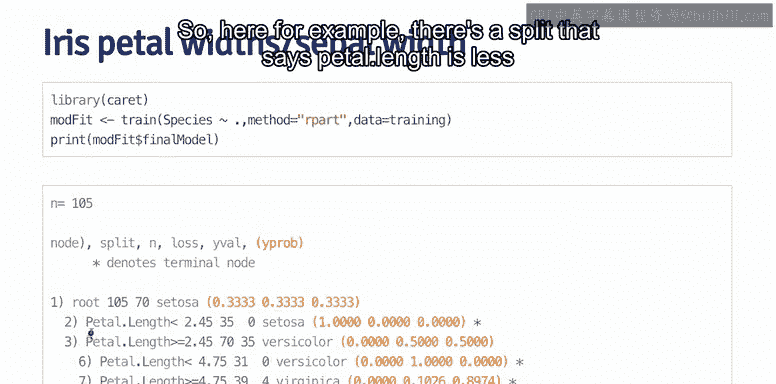 Iris petal widths/sepal width
So, here for example, there's a split that
says petal.length is less
library(caret)
modFit <- train(Species ~ .,method="rpart",data=training)
print(modFit$finalModel)
n= 105
node), split, n, loss, yval, (yprob)
* denotes terminal node
1) root 105 70 setosa (0.3333 0.3333 0.3333)
2) Petal.Length< 2.45 35 0 setosa (1.0000 0.0000 0.0000) *
3) Petal.Length>=2.45 70 35 versicolor (0.0000 0.5000 0.5000)
6) Petal.Length< 4.75 31 0 versicolor (0.0000 1.0000 0.0000) *
7) Petal.Length>=4.75 39 4 virginica (0.0000 0.1026 0.8974) *